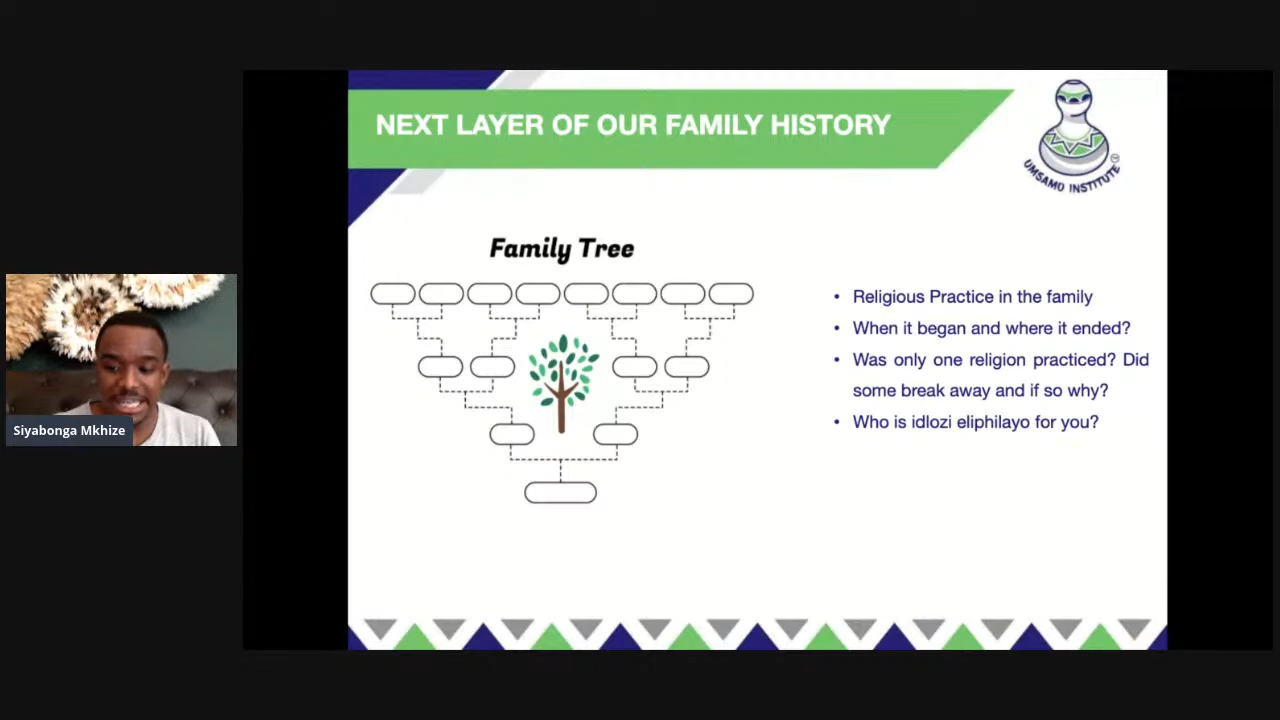 NEXT LAYER OF OUR FAMILY HISTORY
UMSAMO INSTITUTE
TM
Family Tree
• Religious Practice in the family
• When it began and where it ended?
• Was only one religion practiced? Did
some break away and if so why?
• Who is idlozi eliphilayo for you?
Siyabonga Mkhize